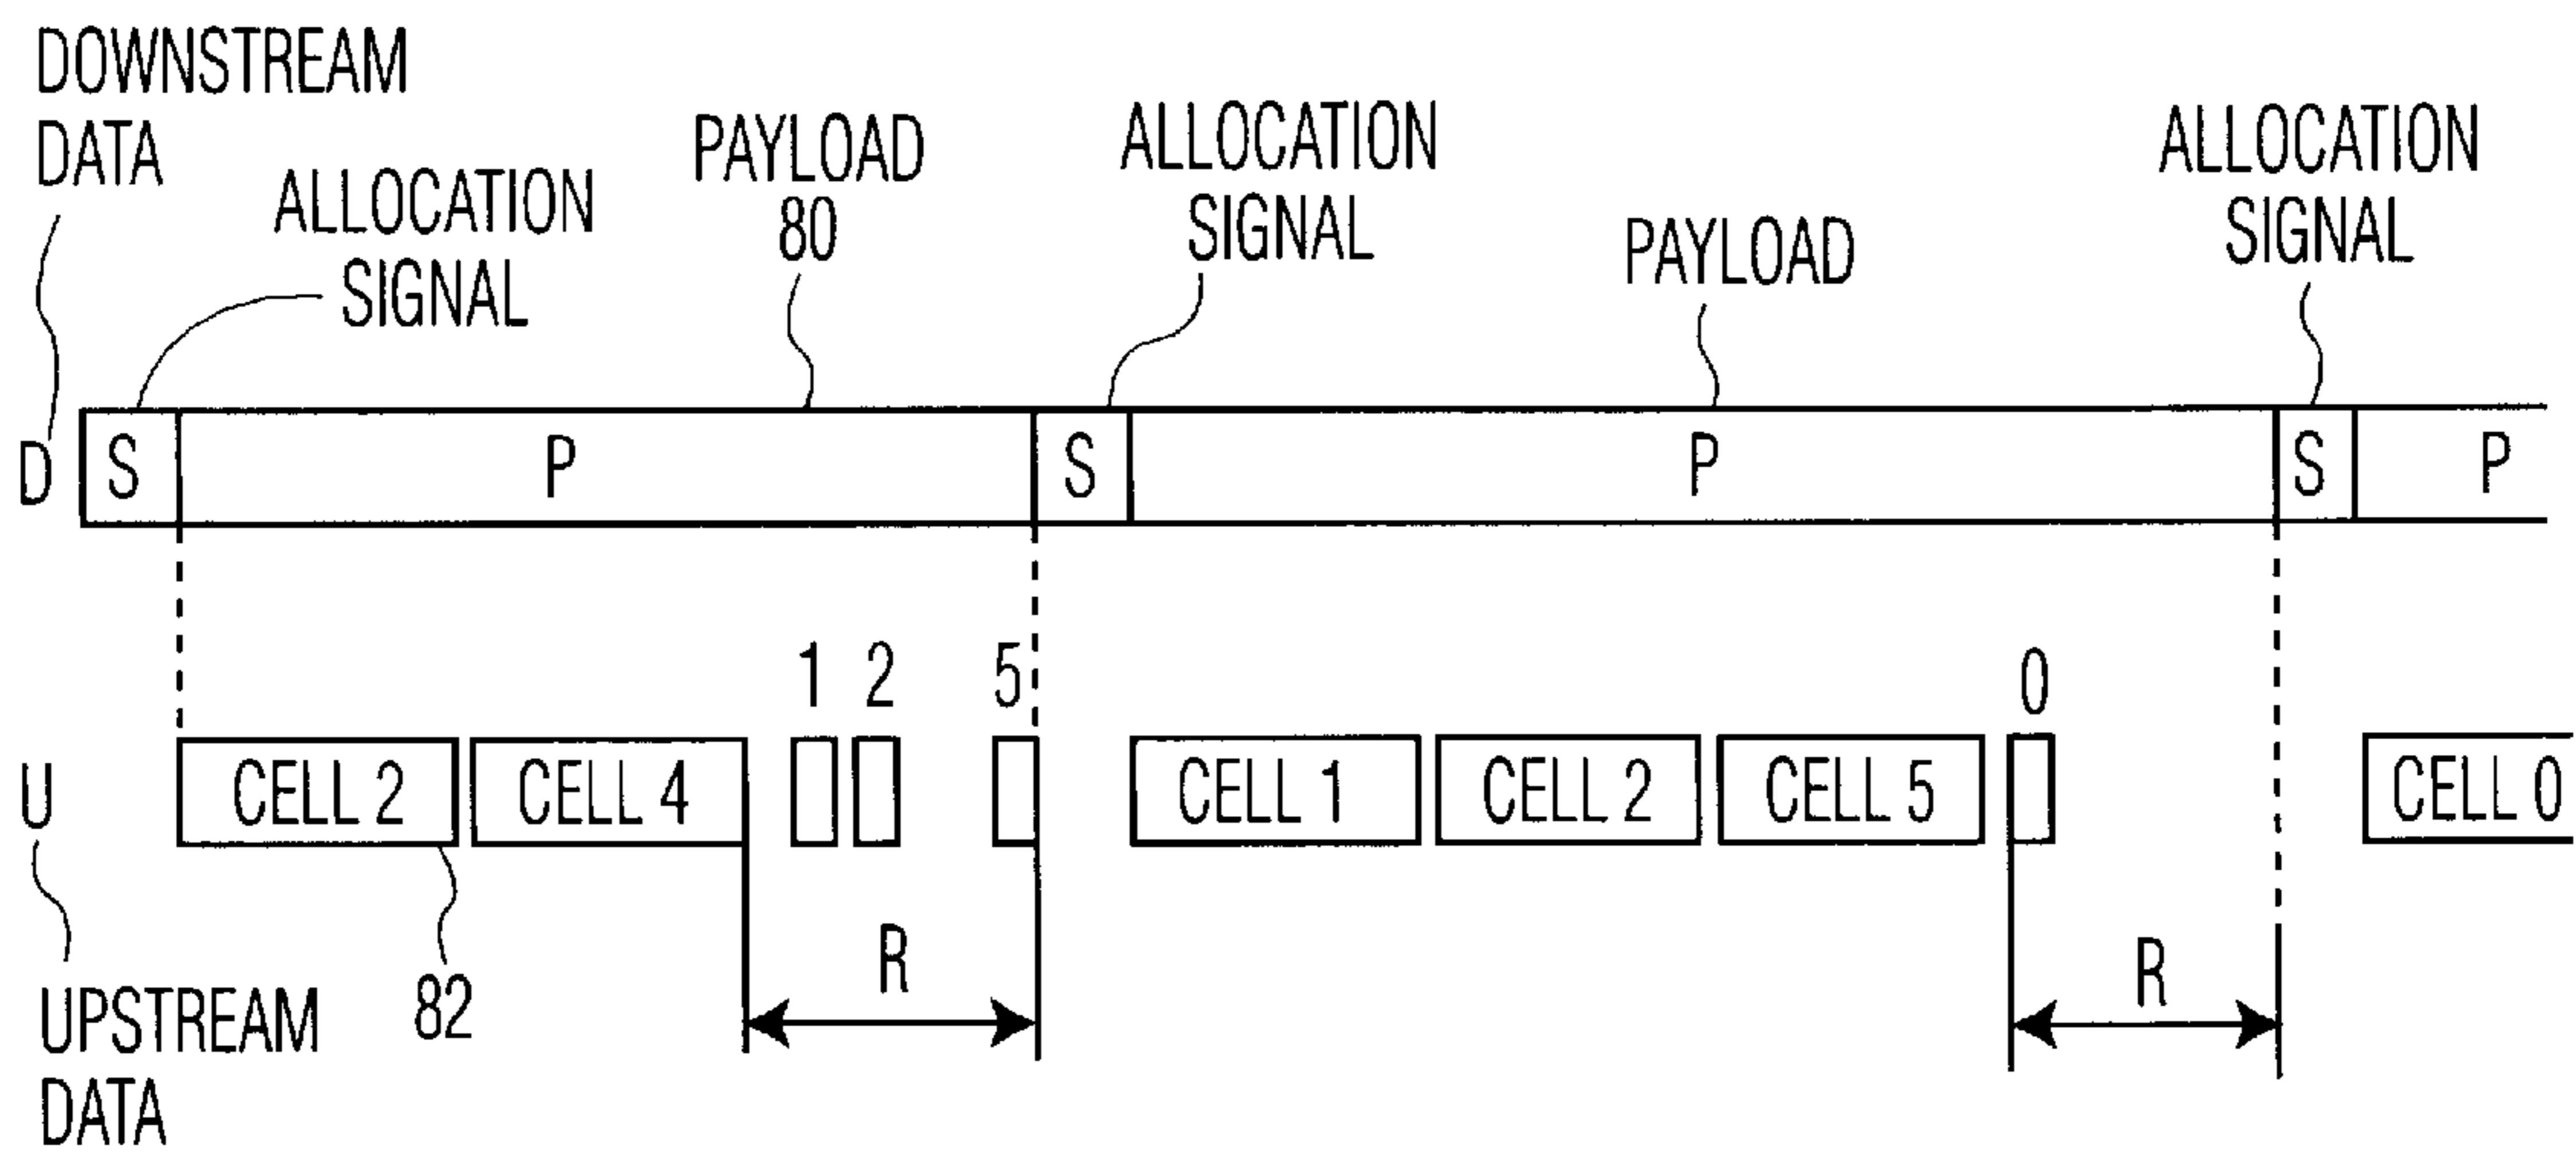 DOWNSTREAM
DATA
ALLOCATION
SIGNAL
PAYLOAD
80
ALLOCATION
SIGNAL
PAYLOAD
ALLOCATION
SIGNAL
D S P S P S P
1 2 5 0
U CELL 2 CELL 4 CELL 1 CELL 2 CELL 5 CELL 0
R R
82
UPSTREAM
DATA